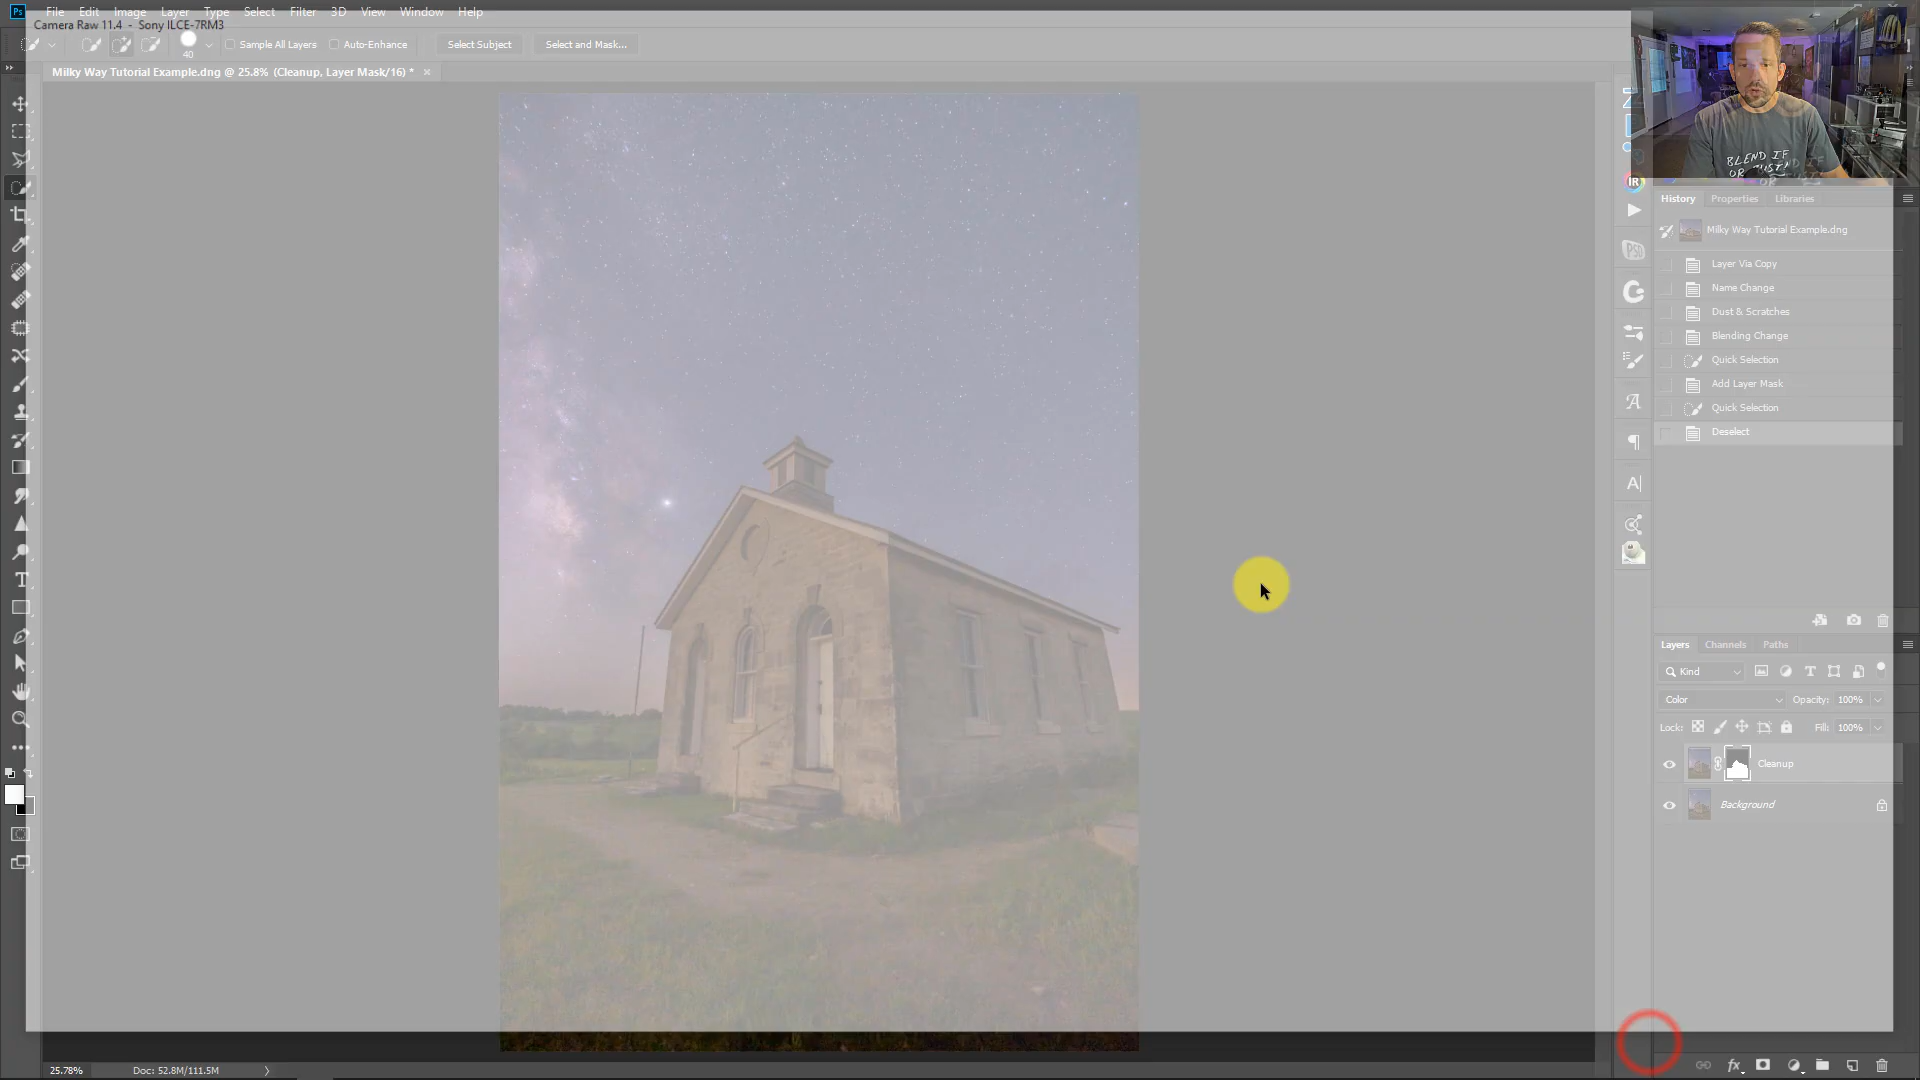 Ps File Edit Image Layer Type Select Filter 3D View Window Help
Camera Raw 11.4 - Sony ILCE-7RM3
40
Sample All Layers
Auto-Enhance
Select Subject
Select and Mask...
Milky Way Tutorial Example.dng @ 25.8% (Cleanup, Layer Mask/16) * ×
BLEND IF
OR BUST!
History Properties Libraries
Milky Way Tutorial Example.dng
Layer Via Copy
Name Change
Dust & Scratches
Blending Change
Quick Selection
Add Layer Mask
Quick Selection
Deselect
Layers Channels Paths
Kind
Color
Opacity: 100%
Lock:
Fill: 100%
Cleanup
Background
25.78%
Doc: 52.8M/111.5M